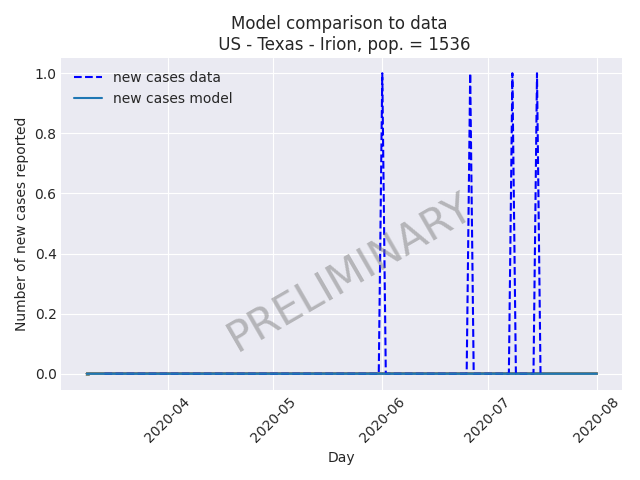 Model comparison to data
US - Texas - Irion, pop. = 1536
new cases data
new cases model
Number of new cases reported
1.0
0.8
0.6
0.4
0.2
0.0
PRELIMINARY
2020-04
2020-05
2020-06
2020-07
2020-08
Day